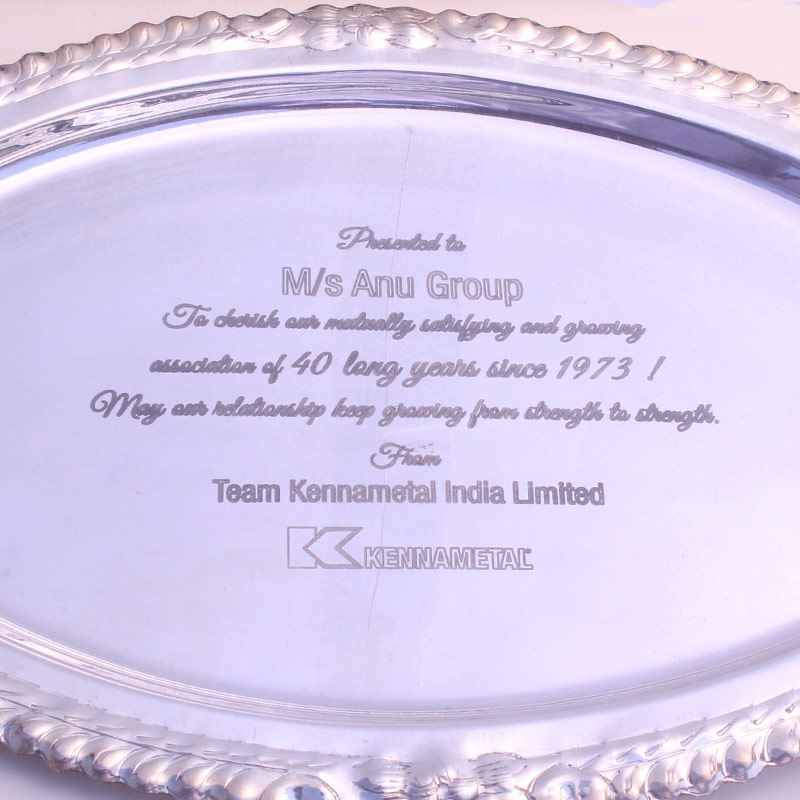 Presented to
M/s Anu Group
To cherish our mutually satisfying and growing
association of 40 long years since 1973 !
May our relationship keep growing from strength to strength.
From
Team Kennametal India Limited
KENNAMETAL